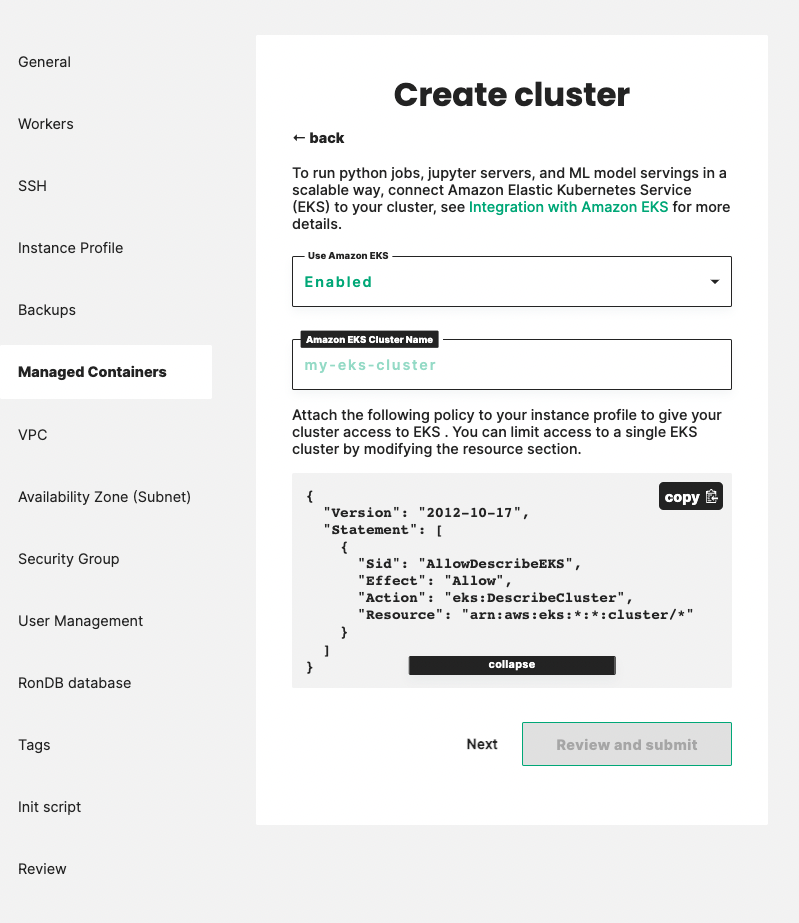 General
Workers
SSH
Instance Profile
Backups
Managed Containers
VPC
Availability Zone (Subnet)
Security Group
User Management
RonDB database
Tags
Init script
Review
Create cluster
← back
To run python jobs, jupyter servers, and ML model servings in a
scalable way, connect Amazon Elastic Kubernetes Service
(EKS) to your cluster, see Integration with Amazon EKS for more
details.
Use Amazon EKS
Enabled
Amazon EKS Cluster Name
my-eks-cluster
Attach the following policy to your instance profile to give your
cluster access to EKS . You can limit access to a single EKS
cluster by modifying the resource section.
copy
{
  "Version": "2012-10-17",
  "Statement": [
    {
      "Sid": "AllowDescribeEKS",
      "Effect": "Allow",
      "Action": "eks:DescribeCluster",
      "Resource": "arn:aws:eks:*:*:cluster/*"
    }
  ]
}
collapse
Next
Review and submit